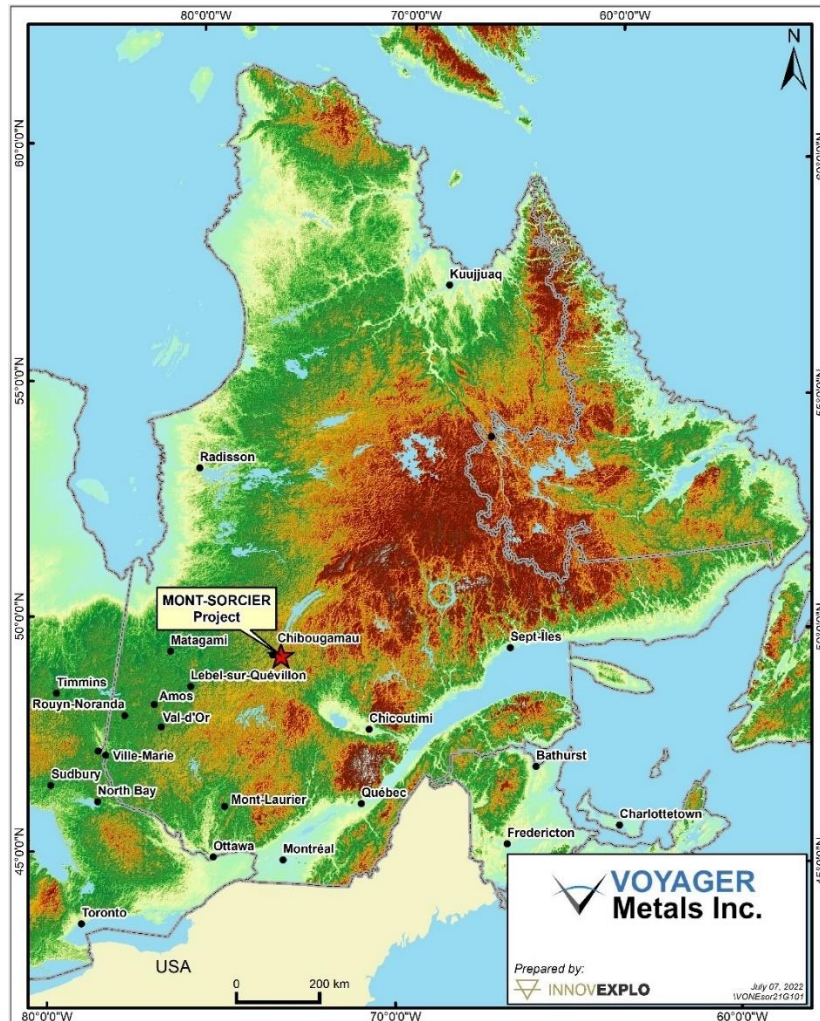 80°0'0"W
70°0'0"W
60°0'0"W
N
60°0'0"N
Kuujjuaq
55°0'0"N
55°0'0"N
Radisson
MONT-SORCIER
Project
50°0'0"N
Matagami
Chibougamau
Sept-Îles
Lebel-sur-Quévillon
Timmins
Amos
Rouyn-Noranda
Val-d'Or
Chicoutimi
Ville-Marie
Bathurst
Sudbury
North Bay
Mont-Laurier
Québec
Charlottetown
Fredericton
Ottawa
Montréal
45°0'0"N
VOYAGER
Metals Inc.
Toronto
USA
0 200 km
Prepared by:
INNOVEXPLO
July 07, 2022
\VONEsor21G101
80°0'0"W
70°0'0"W
60°0'0"W